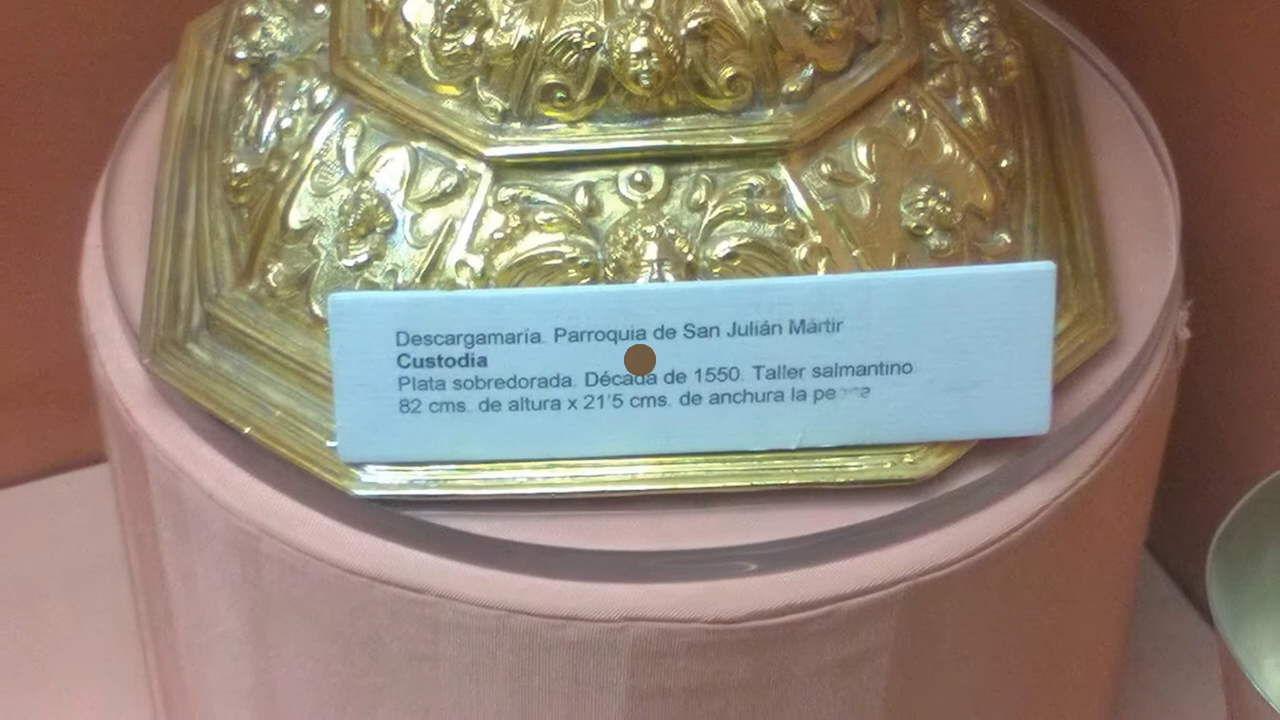 Descargamaría. Parroquia de San Julián Mártir
Custodia
Plata sobredorada. Década de 1550. Taller salmantino
82 cms. de altura x 21'5 cms. de anchura la